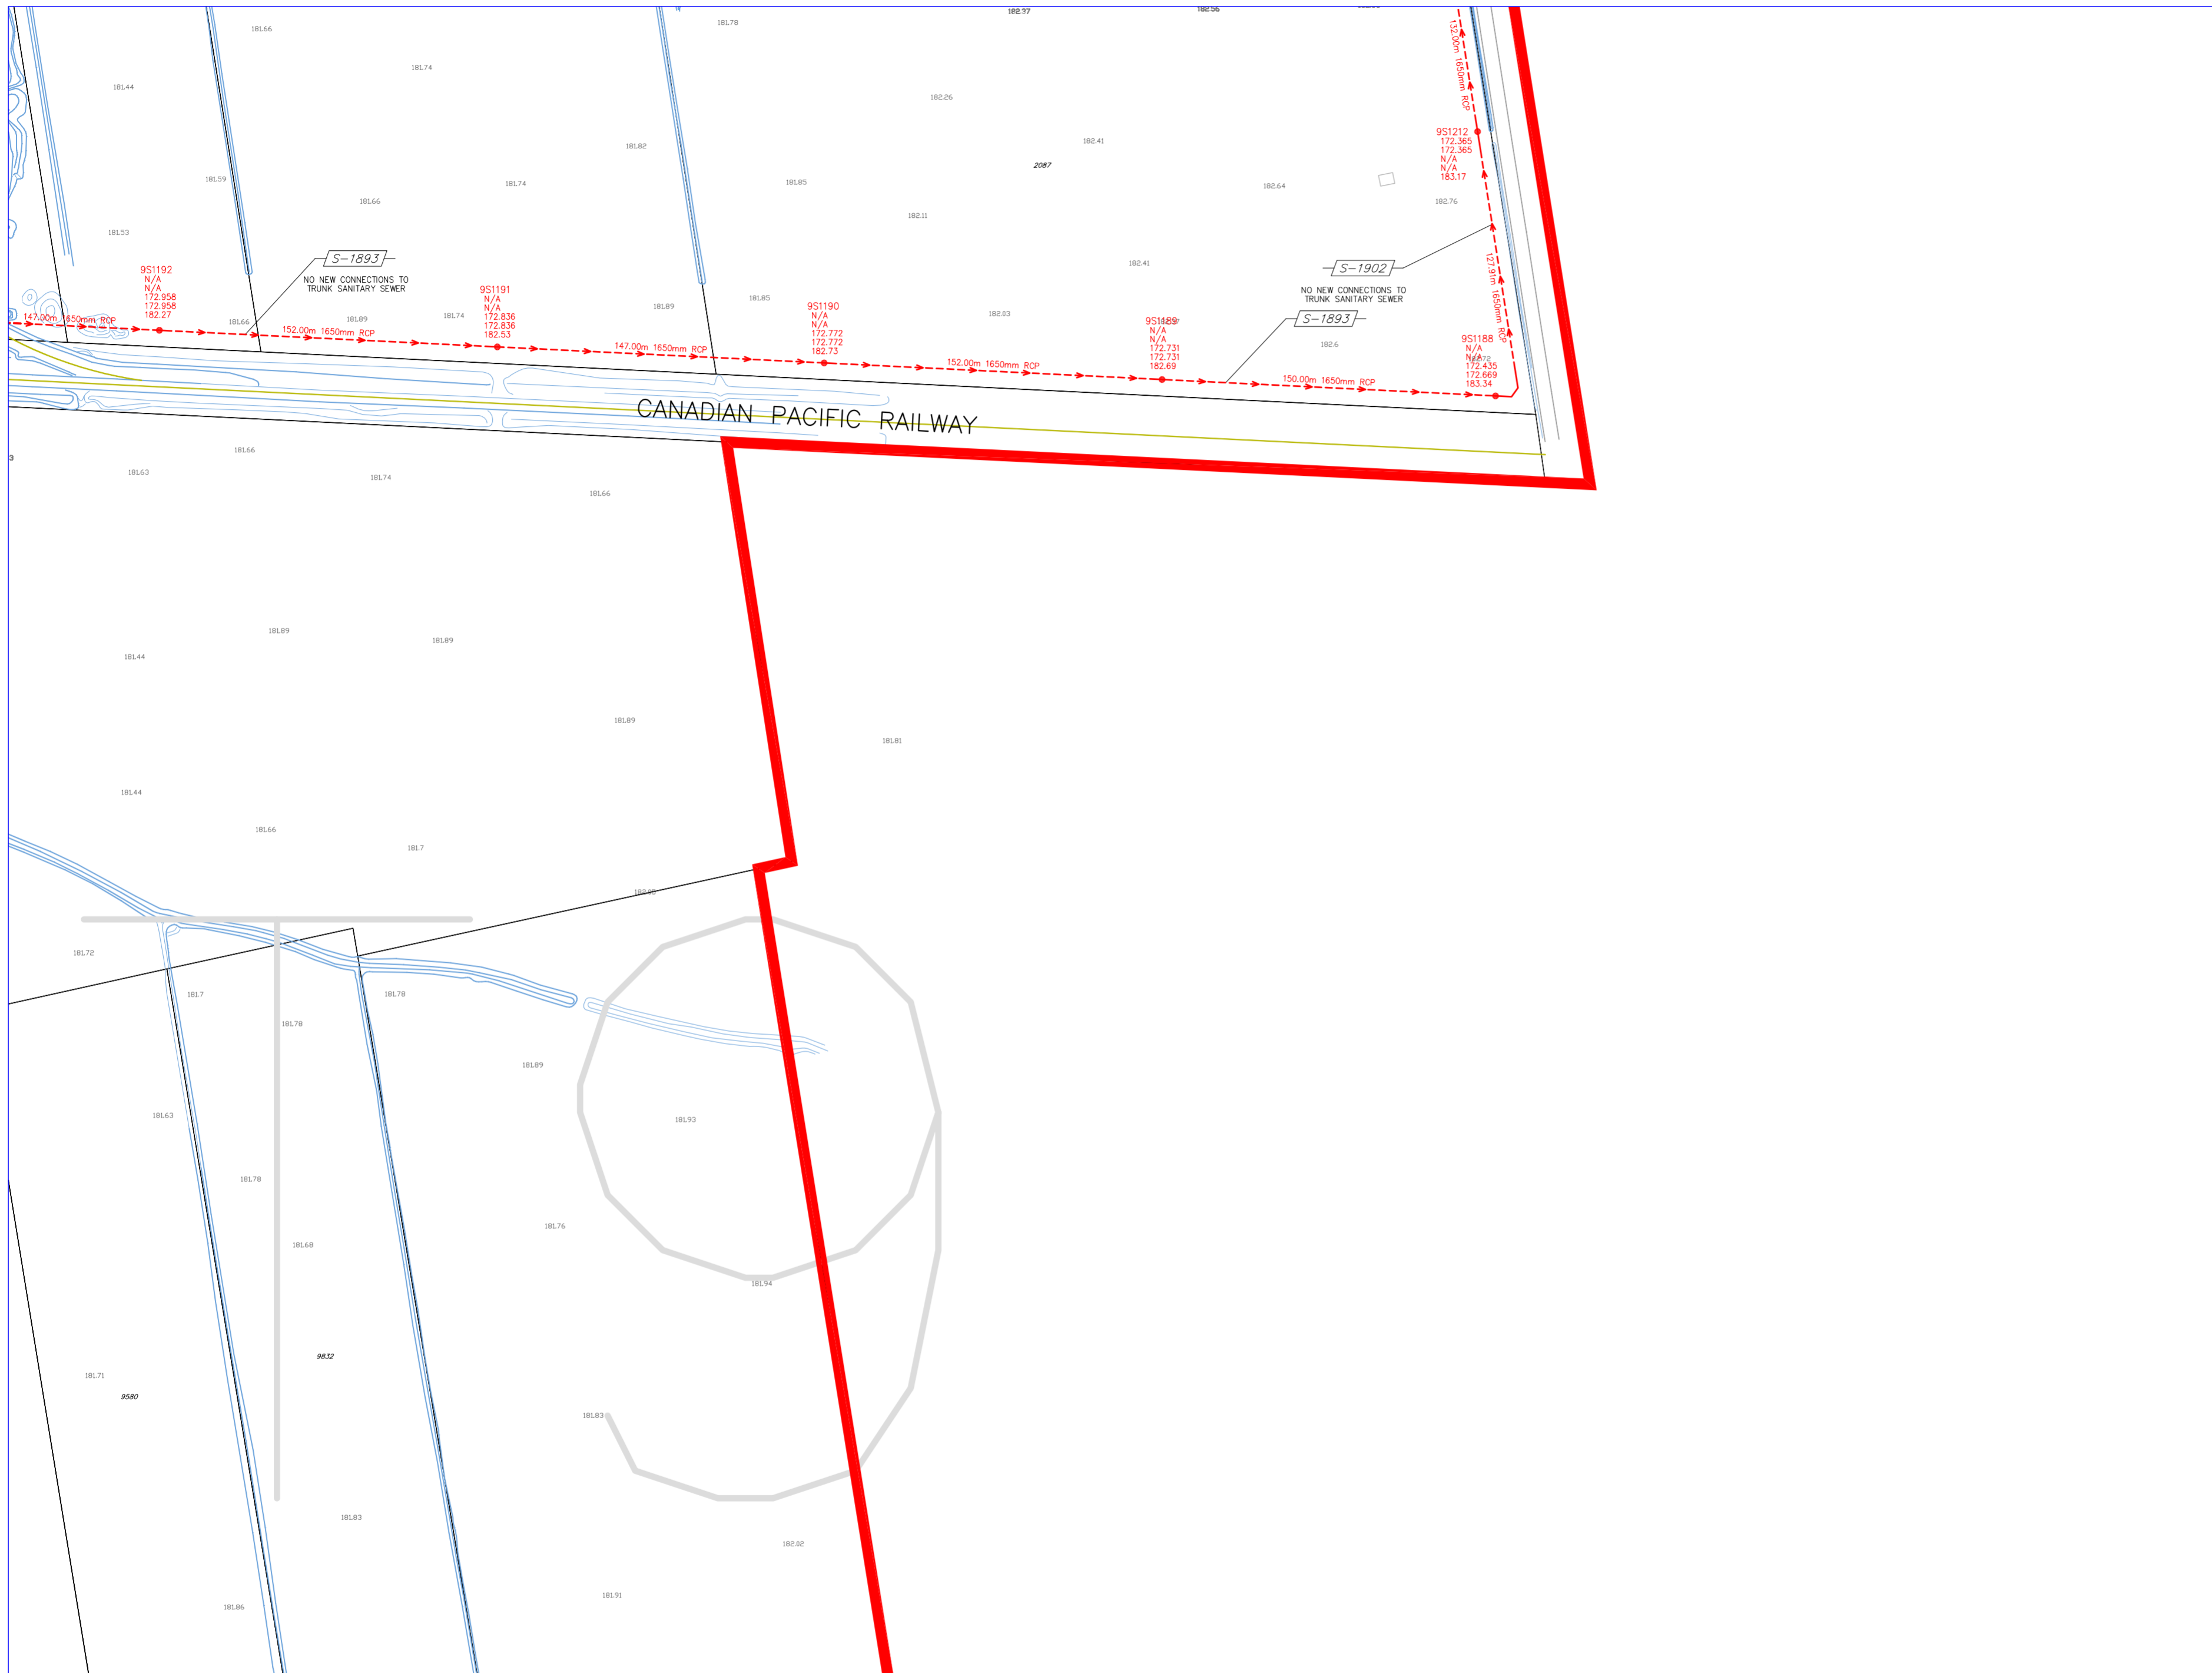 182.37
182.56
181.66
181.78
132.00m 1650mm RCP
181.74
181.44
182.26
9S1212
172.365
172.365
N/A
N/A
183.17
182.41
181.82
2087
181.59
181.74
181.85
182.64
181.66
182.76
182.11
181.53
S-1893
NO NEW CONNECTIONS TO
TRUNK SANITARY SEWER
182.41
S-1902
127.91m 1650mm RCP
NO NEW CONNECTIONS TO
TRUNK SANITARY SEWER
S-1893
9S1192
N/A
N/A
172.958
172.958
182.27
9S1191
N/A
N/A
172.836
172.836
182.53
181.85
181.89
9S1190
N/A
N/A
172.772
172.772
182.73
182.03
9S1189
N/A
N/A
172.731
172.731
182.69
9S1188
N/A
N/A
172.435
172.669
183.34
147.00m 1650mm RCP
181.66
181.89
181.74
152.00m 1650mm RCP
147.00m 1650mm RCP
152.00m 1650mm RCP
182.6
150.00m 1650mm RCP
CANADIAN PACIFIC RAILWAY
181.66
3
181.63
181.74
181.66
181.89
181.89
181.44
181.89
181.81
181.44
181.66
181.7
T
Q
181.72
181.7
181.78
181.78
181.89
181.63
181.93
181.78
181.76
181.68
181.94
9832
181.71
9580
181.83
181.83
182.02
181.91
181.86